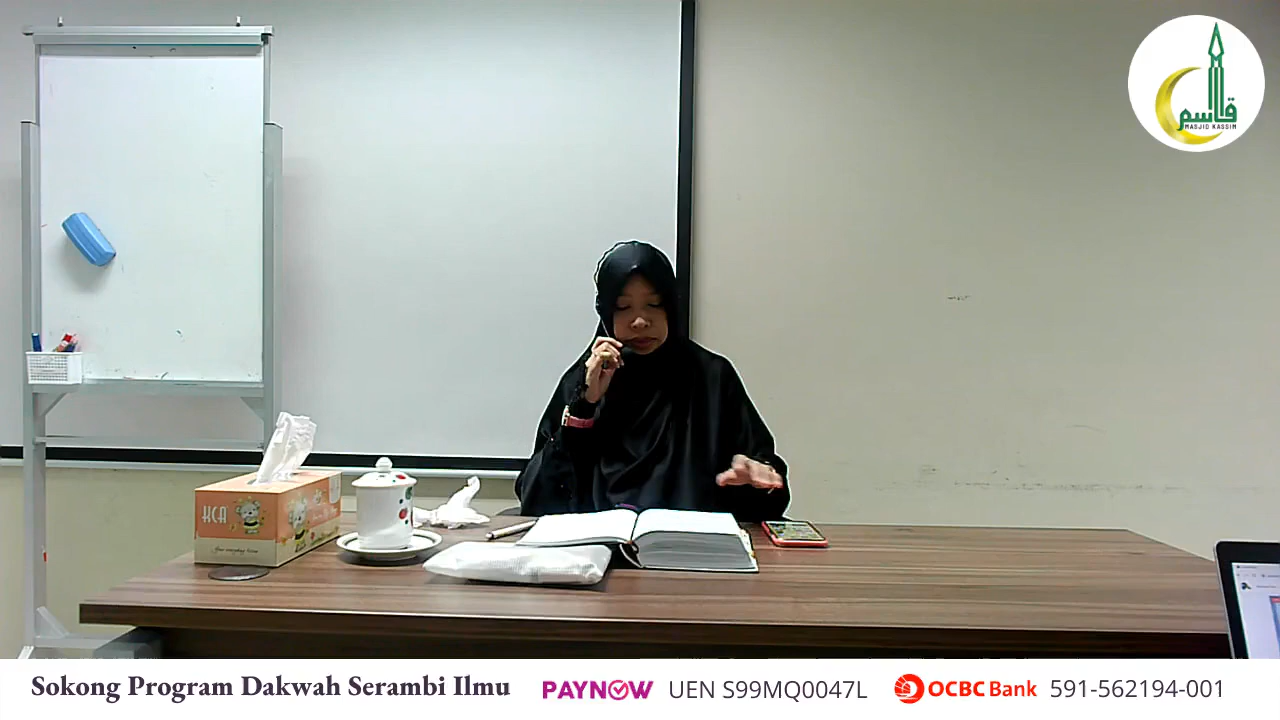 قاسم
MASJID KASSIM
KCA
Sokong Program Dakwah Serambi Ilmu
PAYNOW UEN S99MQ0047L
OCBC Bank 591-562194-001